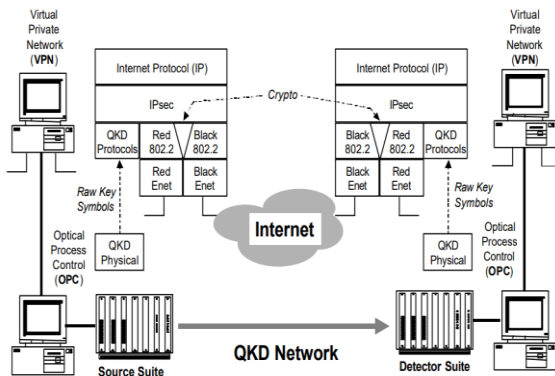 Virtual
Private
Network
(VPN)
Internet Protocol (IP)
IPsec
QKD
Protocols
Red
802.2
Black
802.2
Red
Enet
Black
Enet
Crypto
Internet Protocol (IP)
IPsec
Black
802.2
Red
802.2
QKD
Protocols
Black
Enet
Red
Enet
Virtual
Private
Network
(VPN)
Raw Key
Symbols
QKD
Physical
Optical
Process
Control
(OPC)
Internet
Raw Key
Symbols
QKD
Physical
Optical
Process
Control
(OPC)
Source Suite
QKD Network
Detector Suite